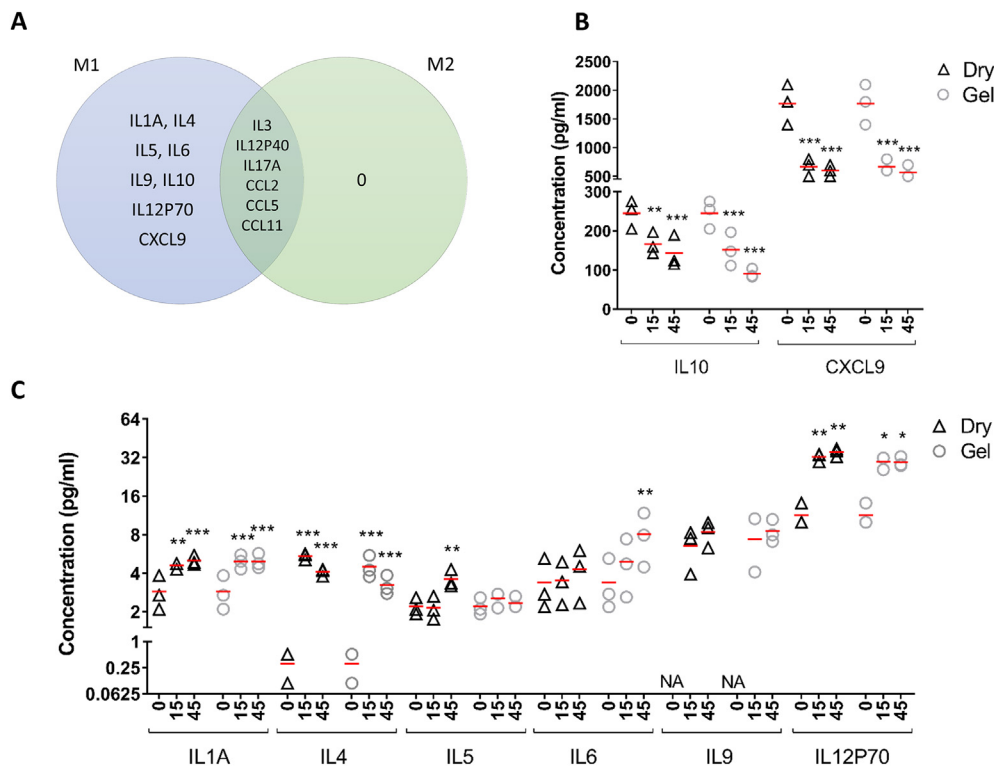 A
M1
M2
IL1A, IL4
IL5, IL6
IL9, IL10
IL12P70
CXCL9
IL3
IL12P40
IL17A
CCL2
CCL5
CCL11
0
B
Concentration (pg/ml)
2500
2000
1500
1000
500
300
200
100
0
Dry
Gel
** *** *** *** *** *** *** ***
0 15 45 0 15 45 0 15 45 0 15 45
IL10 CXCL9
C
Concentration (pg/ml)
64
32
16
8
4
2
1
0.25
0.0625
Dry
Gel
** *** *** *** *** *** *** *** ** ** ** ** * *
NA NA
0 15 45 0 15 45 0 15 45 0 15 45 0 15 45 0 15 45 0 15 45 0 15 45 0 15 45 0 15 45 0 15 45 0 15 45
IL1A IL4 IL5 IL6 IL9 IL12P70